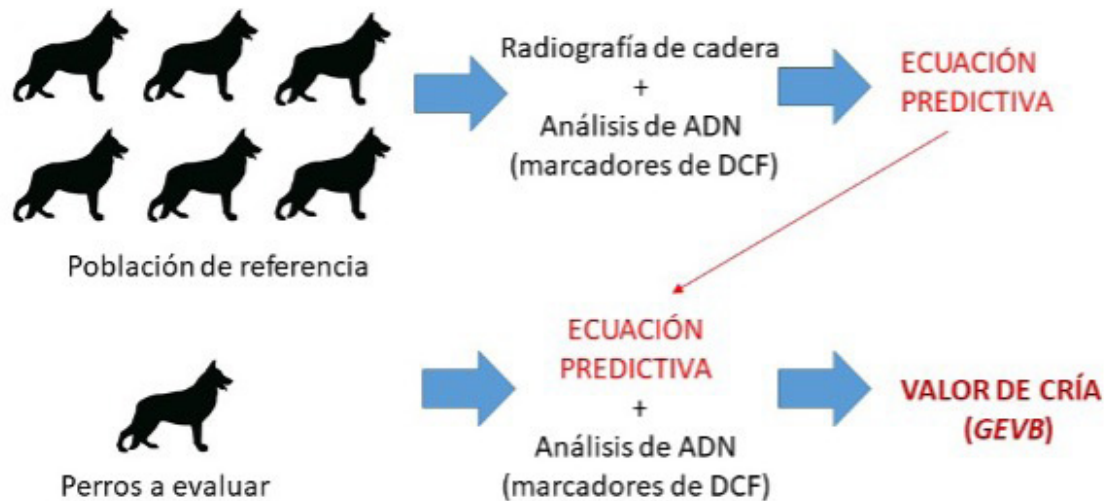 Radiografía de cadera
+
Análisis de ADN
(marcadores de DCF)
ECUACIÓN
PREDICTIVA
Población de referencia
ECUACIÓN
PREDICTIVA
+
Análisis de ADN
(marcadores de DCF)
VALOR DE CRÍA
(GEVB)
Perros a evaluar